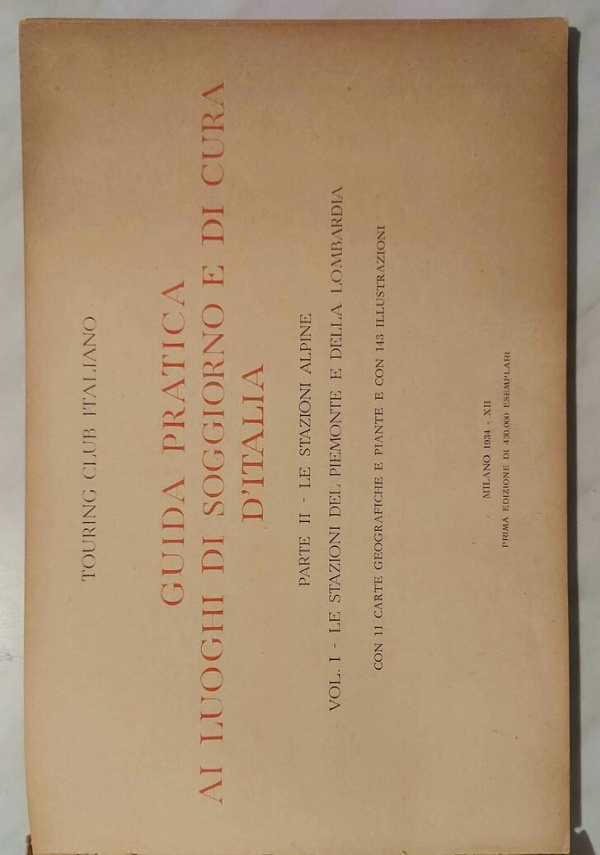 TOURING CLUB ITALIANO
GUIDA PRATICA
AI LUOGHI DI SOGGIORNO E DI CURA
D'ITALIA
PARTE II - LE STAZIONI ALPINE
VOL. I - LE STAZIONI DEL PIEMONTE E DELLA LOMBARDIA
CON 11 CARTE GEOGRAFICHE E PIANTE E CON 143 ILLUSTRAZIONI
MILANO 1934 - XII
PRIMA EDIZIONE DI 430.000 ESEMPLARI